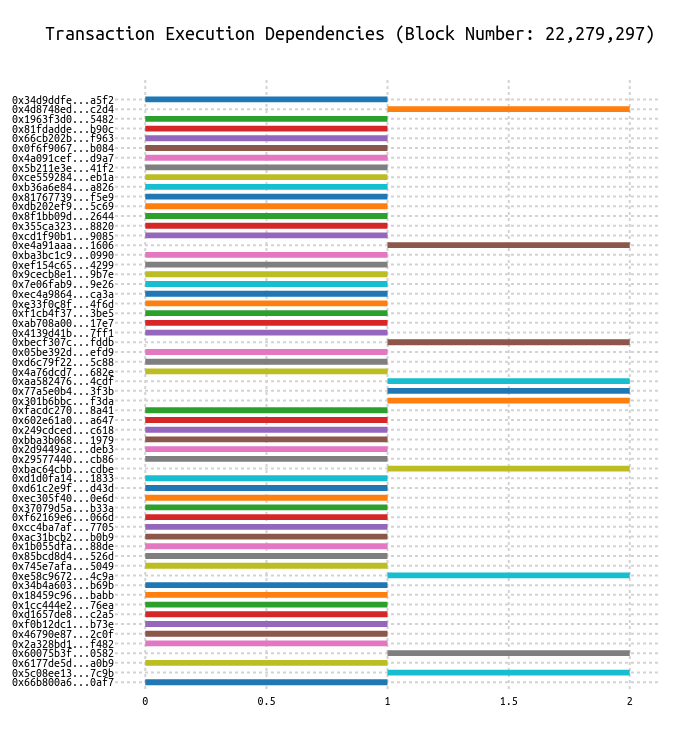 Transaction Execution Dependencies (Block Number: 22,279,297)
0x34d9ddfe...a5f2
0x4d8748ed...c2d4
0x1963f3d0...5482
0x81fdadde...b90c
0x66cb202b...f963
0x0f6f9067...b084
0x4a091cef...d9a7
0x5b211e3e...41f2
0xce559284...eb1a
0xb36a6e84...a826
0x81767739...f5e9
0xdb202ef9...5c69
0x8f1bb09d...2644
0x355ca323...8820
0xcd1f90b1...9085
0xe4a91aaa...1606
0xba3bc1c9...0990
0xef154c65...4299
0x9cecb8e1...9b7e
0x7e06fab9...9e26
0xec4a9864...ca3a
0xe33f0c8f...4f6d
0xf1cb4f37...3be5
0xab708a00...17e7
0x4139d41b...7ff1
0xbecf307c...fddb
0x05be392d...efd9
0xd6c79f22...5c88
0x4a76dcd7...682e
0xaa582476...4cdf
0x77a5e0b4...3f3b
0x301b6bbc...f3da
0xfacdc270...8a41
0x602e61a0...a647
0x249cdced...c618
0xbba3b068...1979
0x2d9449ac...deb3
0x29577440...cb86
0xbac64cbb...cdbe
0xd1d0fa14...1833
0xd61c2e9f...d43d
0xec305f40...0e6d
0x37079d5a...b33a
0xf62169e6...066d
0xcc4ba7af...7705
0xac31bcb2...b0b9
0x1b055dfa...88de
0x85bcd8d4...526d
0x745e7afa...5049
0xe58c9672...4c9a
0x34b4a603...b69b
0x18459c96...babb
0x1cc444e2...76ea
0xd1657de8...c2a5
0xf0b12dc1...b73e
0x46790e87...2c0f
0x2a328bd1...f482
0x60075b3f...0582
0x6177de5d...a0b9
0x5c08ee13...7c9b
0x66b800a6...0af7
0 0.5 1 1.5 2